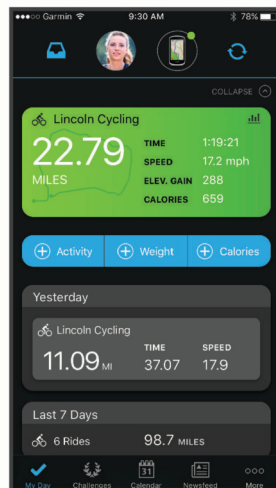 Garmin 9:30 AM 78%
COLLAPSE
Lincoln Cycling
22.79
MILES
TIME 1:19:21
SPEED 17.2 mph
ELEV. GAIN 288
CALORIES 659
Activity Weight Calories
Yesterday
Lincoln Cycling
11.09 MI
TIME SPEED
37.07 17.9
Last 7 Days
6 Rides 98.7 MILES
31
My Day Challenges Calendar Newsfeed More